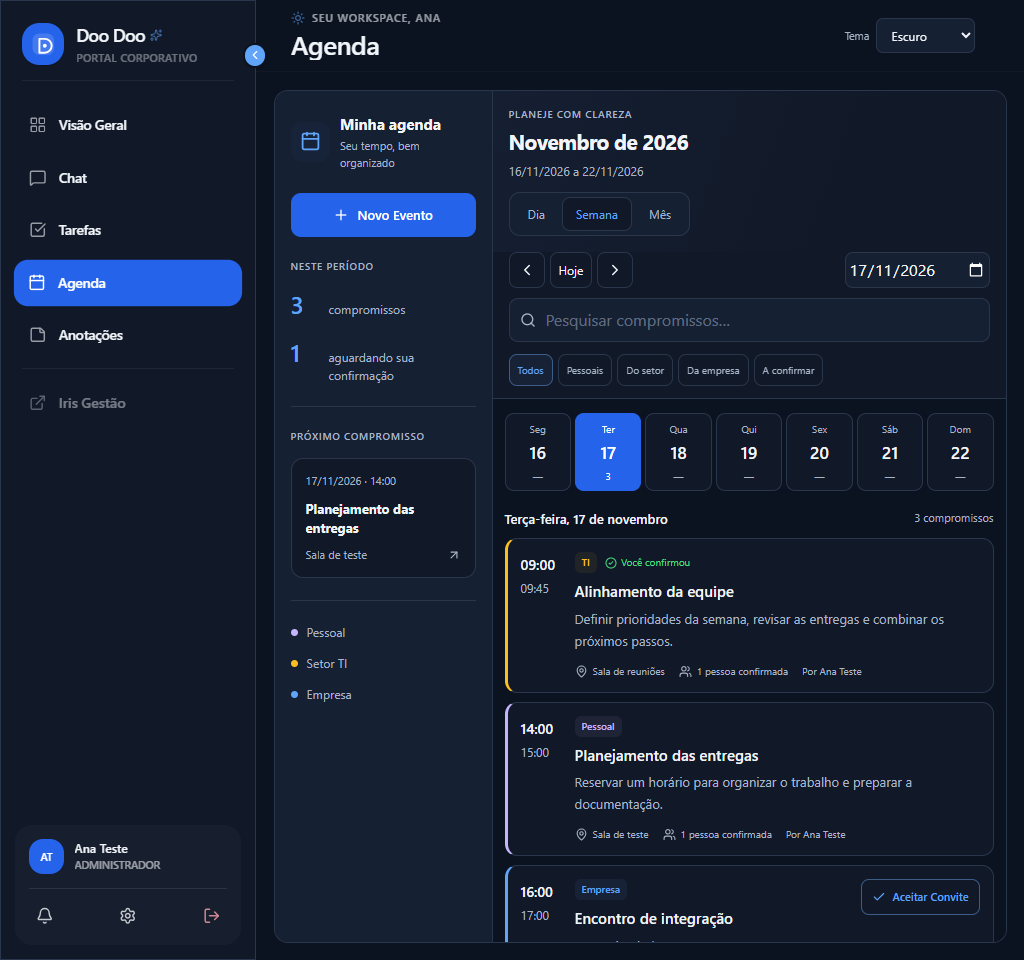 Doo Doo
PORTAL CORPORATIVO
Visão Geral
Chat
Tarefas
Agenda
Anotações
Iris Gestão
AT
Ana Teste
ADMINISTRADOR
SEU WORKSPACE, ANA
Agenda
Tema
Escuro
Minha agenda
Seu tempo, bem
organizado
Novo Evento
NESTE PERÍODO
3 compromissos
1 aguardando sua
confirmação
PRÓXIMO COMPROMISSO
17/11/2026 · 14:00
Planejamento das
entregas
Sala de teste
Pessoal
Setor TI
Empresa
PLANEJE COM CLAREZA
Novembro de 2026
16/11/2026 a 22/11/2026
Dia Semana Mês
Hoje
17/11/2026
Pesquisar compromissos...
Todos Pessoais Do setor Da empresa A confirmar
Seg Ter Qua Qui Sex Sáb Dom
16 17 18 19 20 21 22
— 3 — — — — —
Terça-feira, 17 de novembro 3 compromissos
09:00 TI Você confirmou
09:45 Alinhamento da equipe
Definir prioridades da semana, revisar as entregas e combinar os
próximos passos.
Sala de reuniões 1 pessoa confirmada Por Ana Teste
14:00 Pessoal
15:00 Planejamento das entregas
Reservar um horário para organizar o trabalho e preparar a
documentação.
Sala de teste 1 pessoa confirmada Por Ana Teste
16:00 Empresa Aceitar Convite
17:00 Encontro de integração